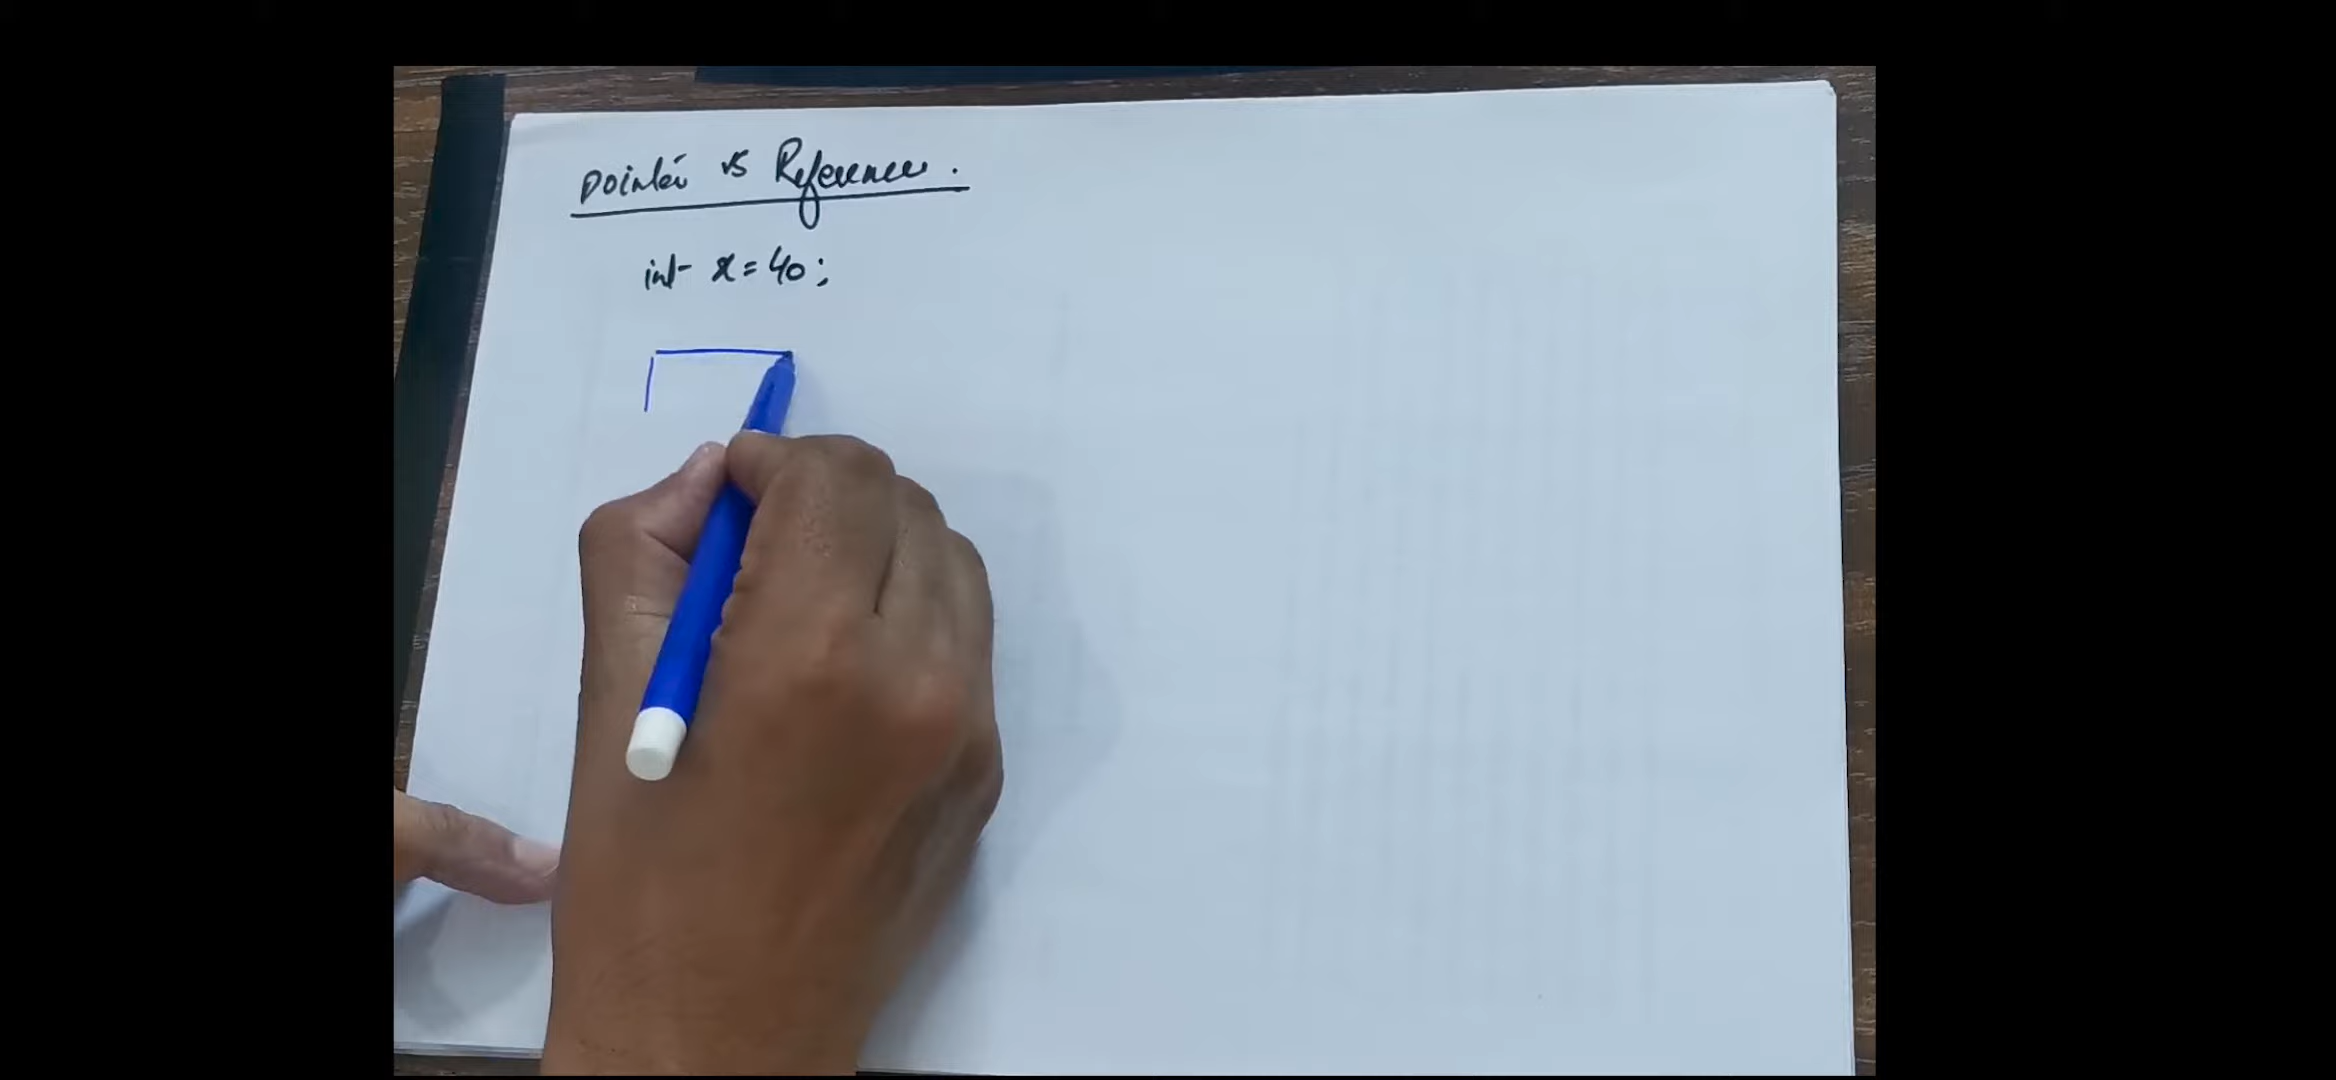 pointer vs Reference.
int x = 40;